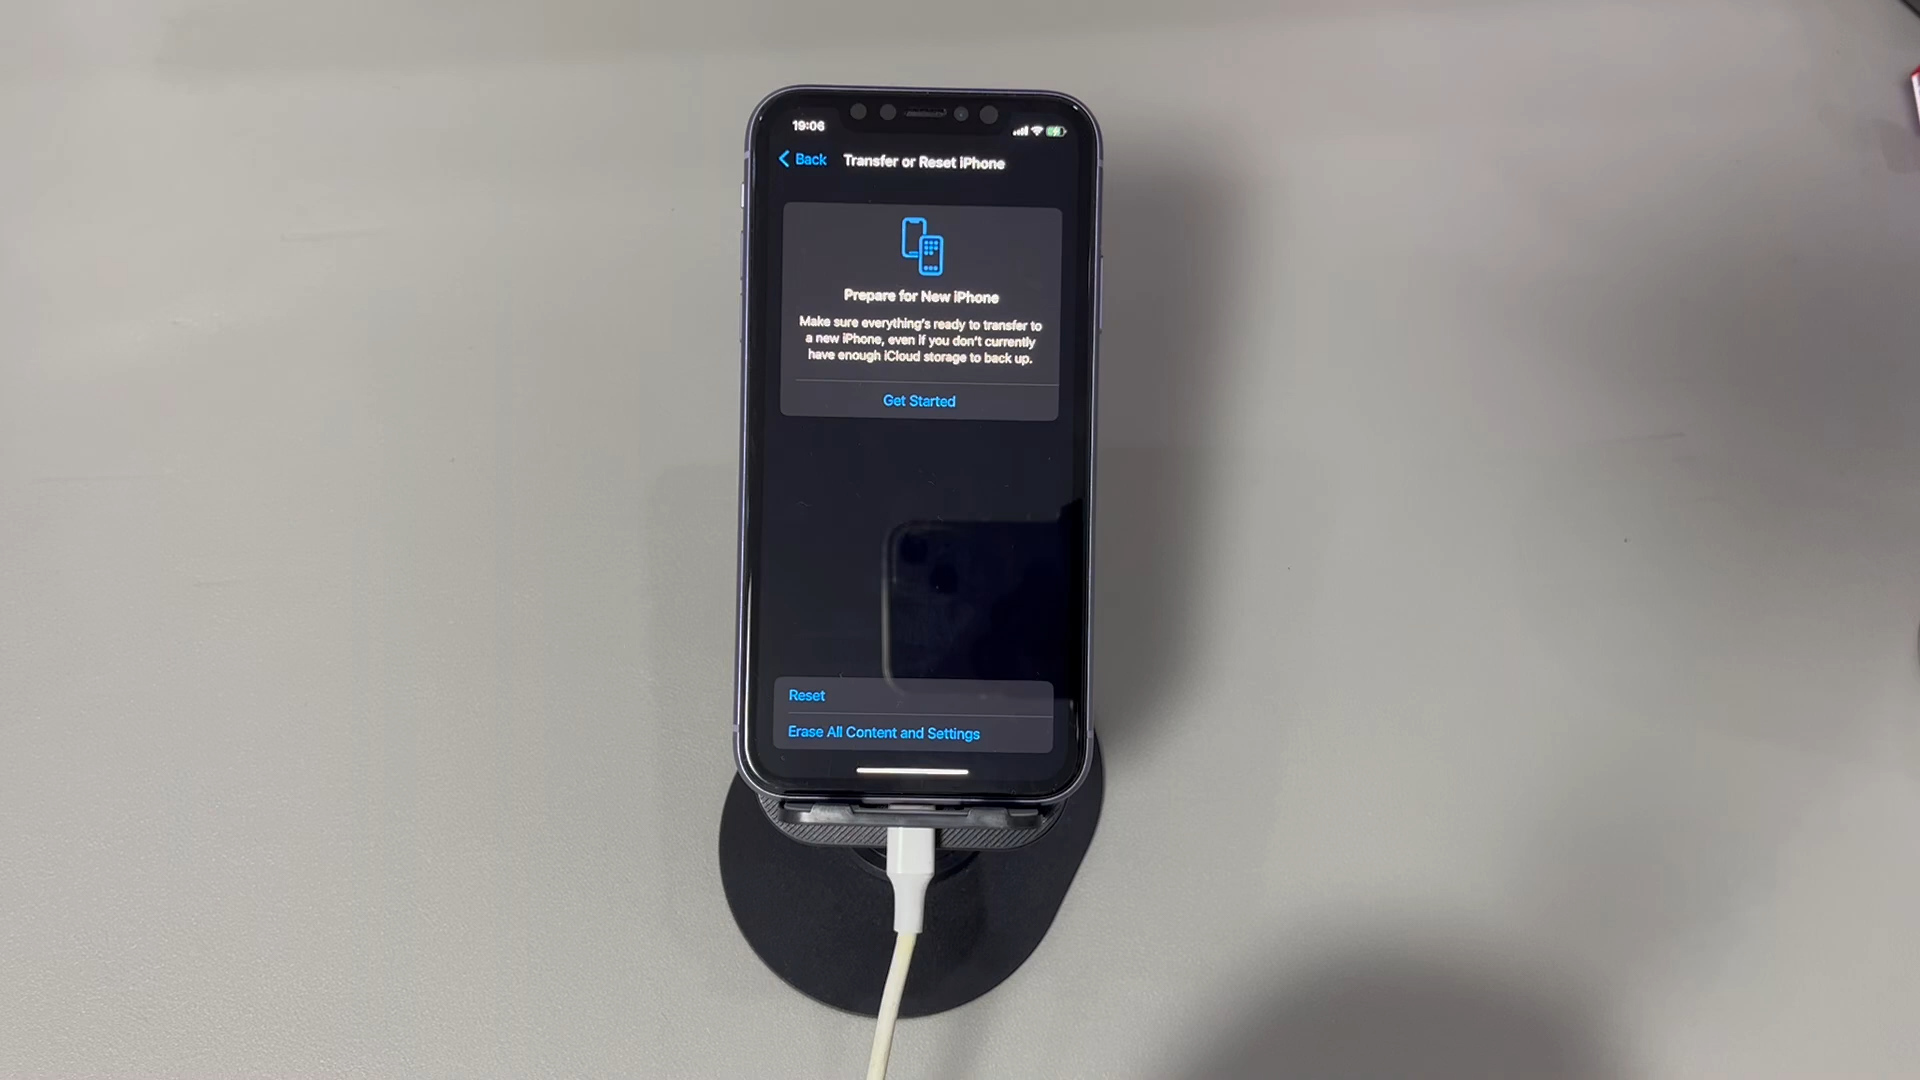 19:06
Back
Transfer or Reset iPhone
Prepare for New iPhone
Make sure everything's ready to transfer to
a new iPhone, even if you don't currently
have enough iCloud storage to back up.
Get Started
Reset
Erase All Content and Settings